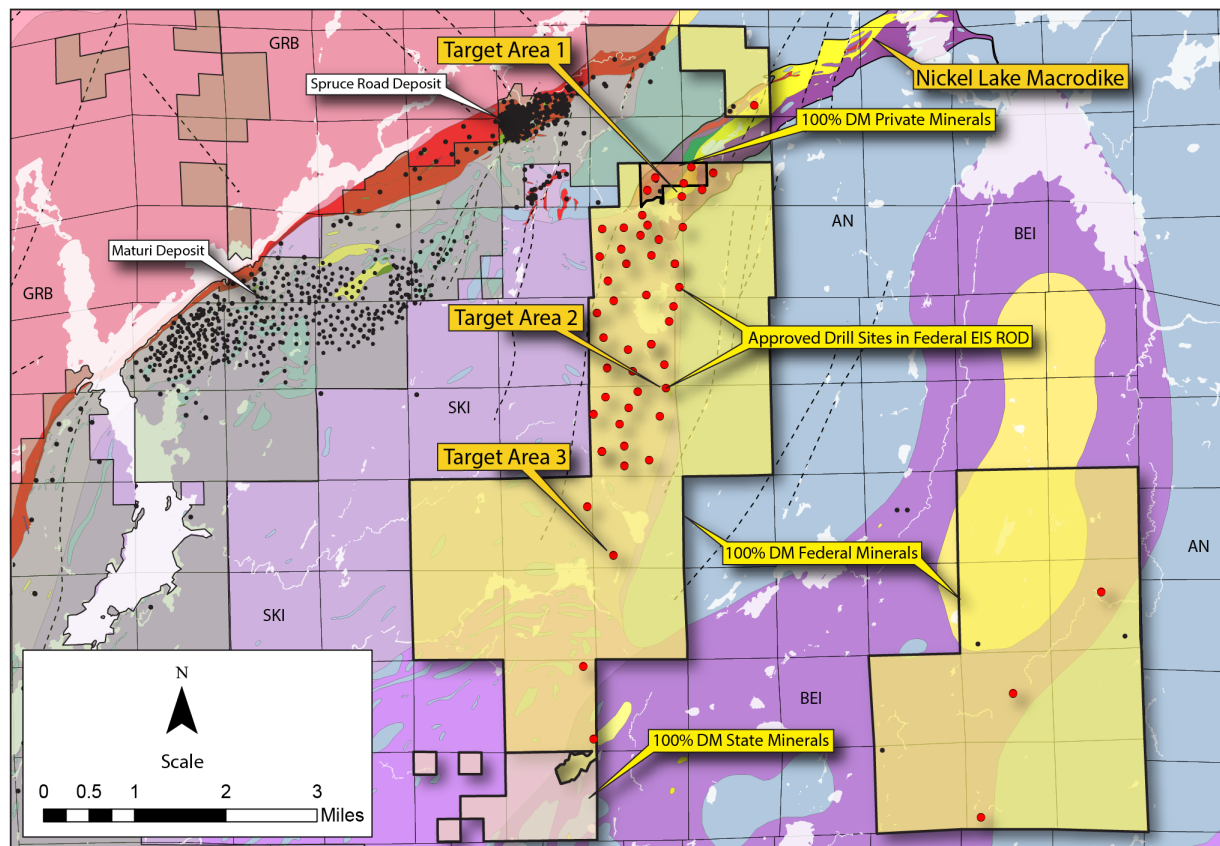 GRB
Target Area 1
Spruce Road Deposit
Nickel Lake Macrodike
100% DM Private Minerals
AN
BEI
Maturi Deposit
GRB
Target Area 2
Approved Drill Sites in Federal EIS ROD
SKI
Target Area 3
100% DM Federal Minerals
AN
SKI
N
Scale
0 0.5 1 2 3
Miles
BEI
100% DM State Minerals